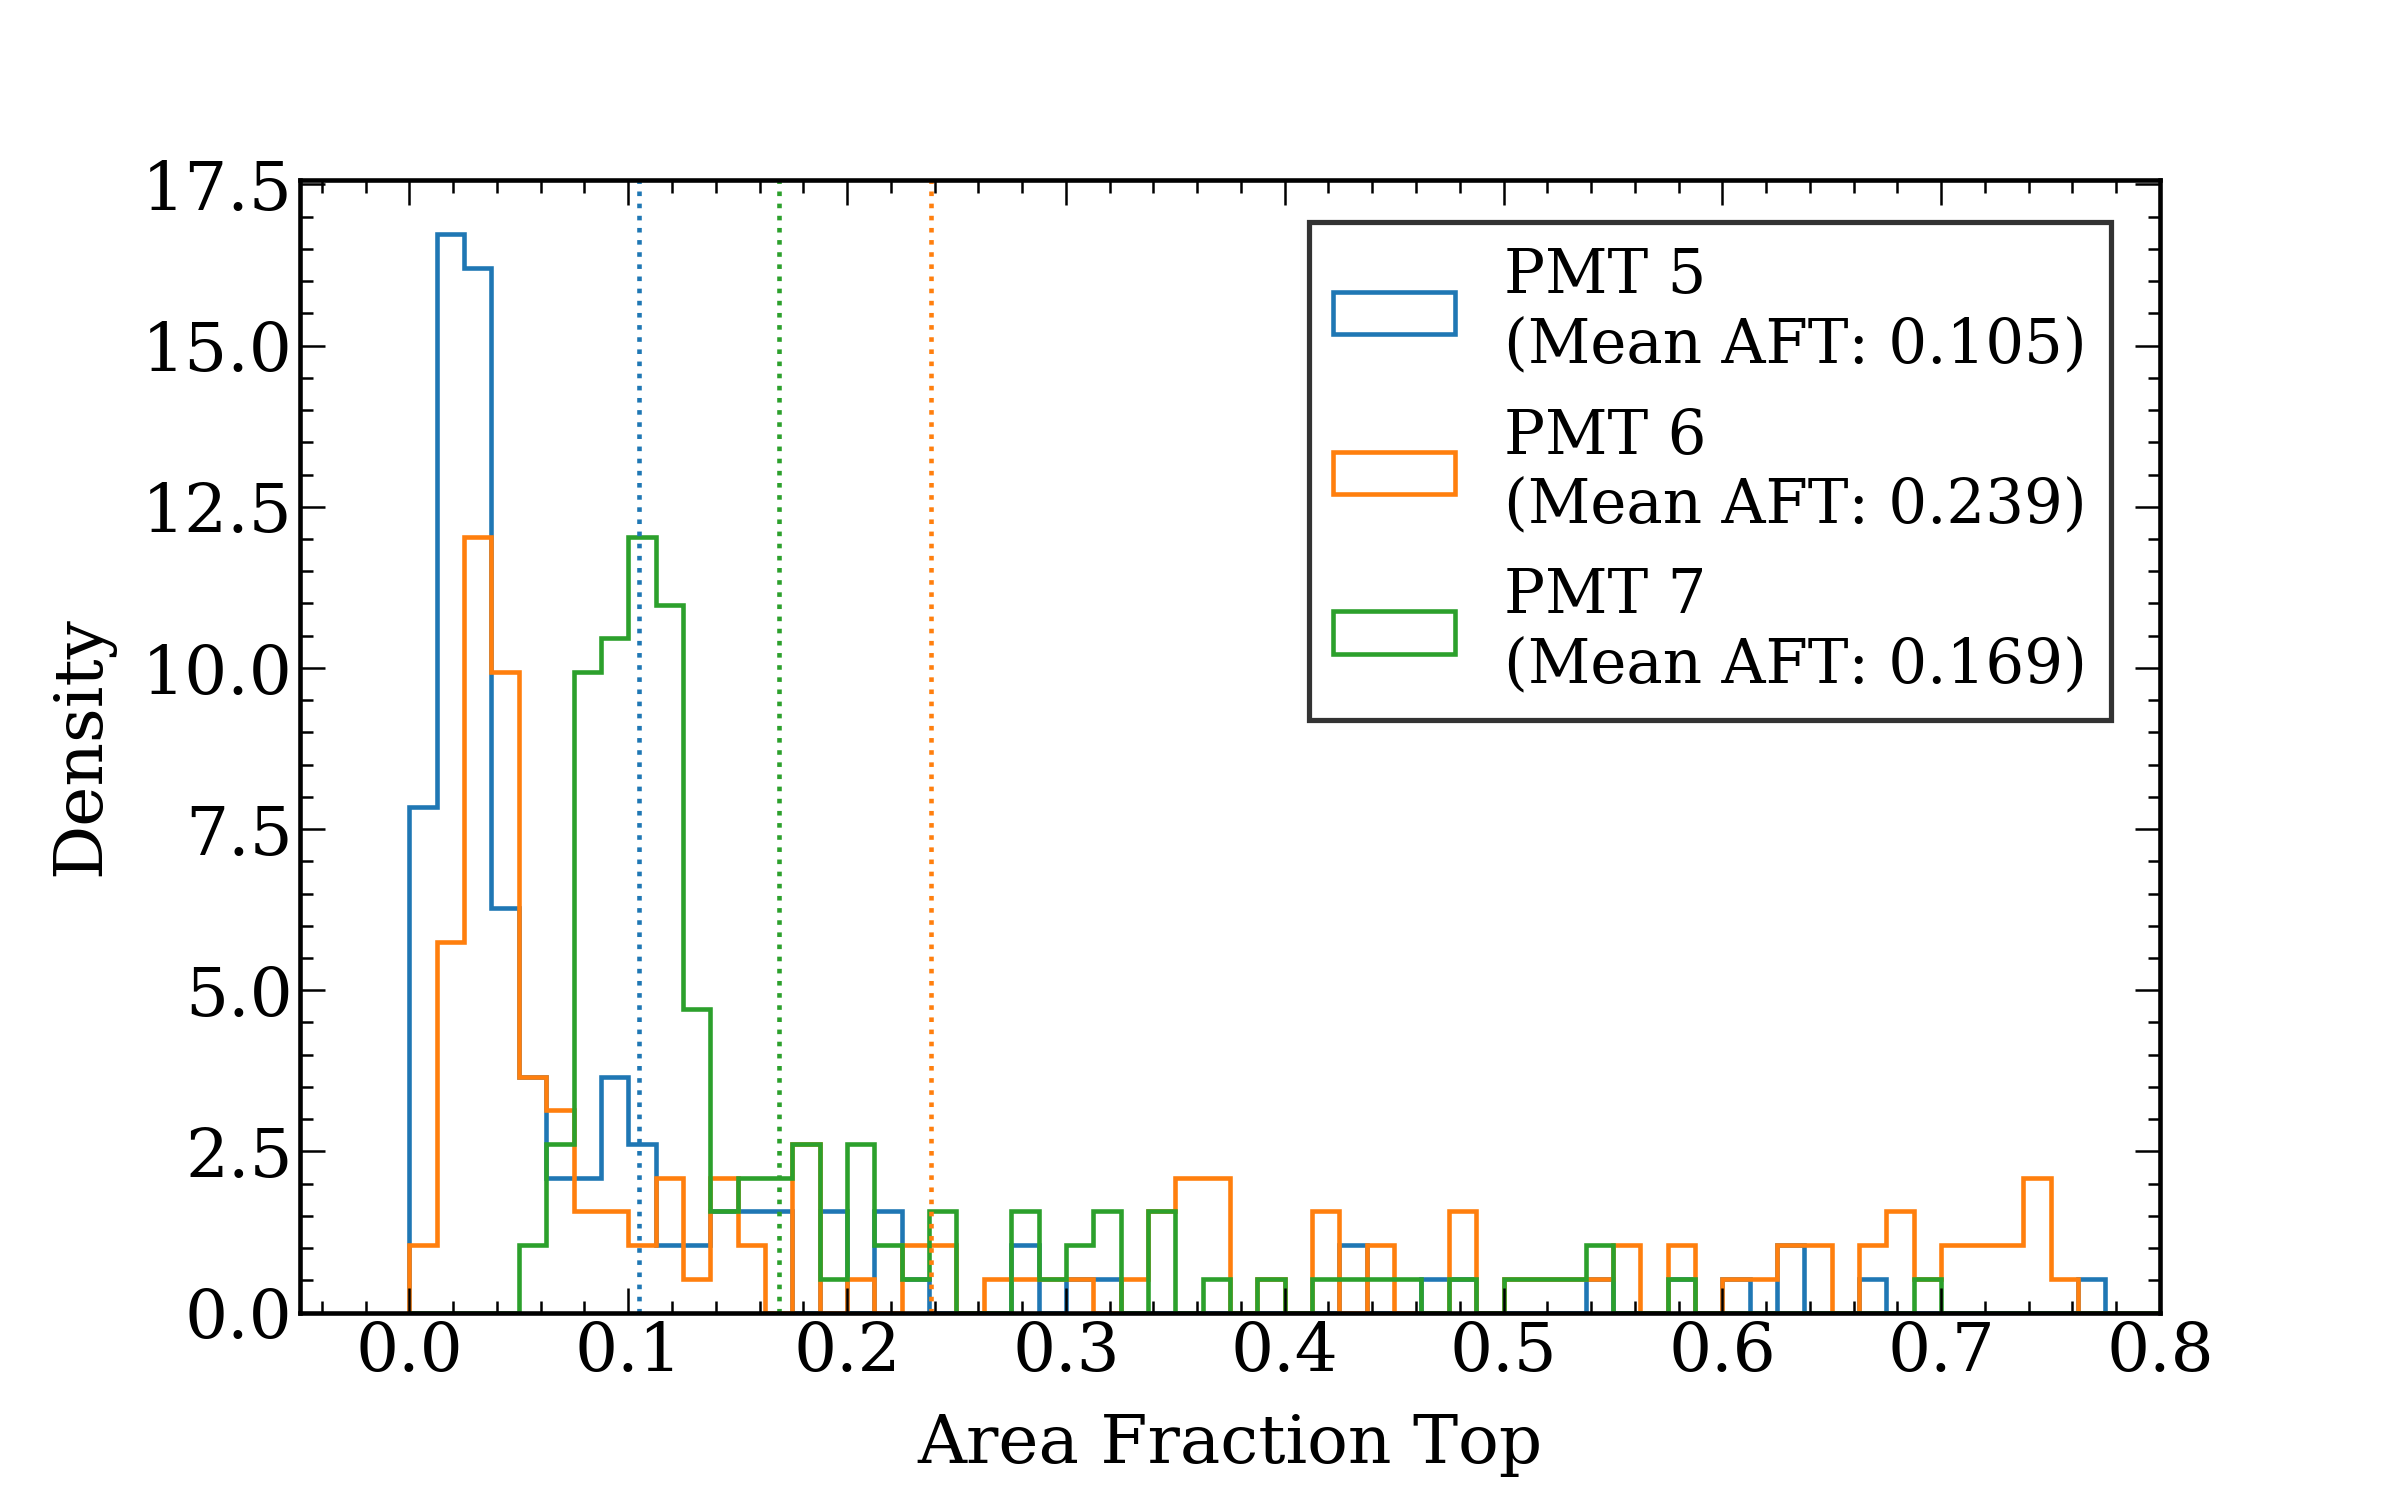 17.5
15.0
12.5
10.0
7.5
5.0
2.5
0.0
Density
PMT 5
(Mean AFT: 0.105)
PMT 6
(Mean AFT: 0.239)
PMT 7
(Mean AFT: 0.169)
0.0 0.1 0.2 0.3 0.4 0.5 0.6 0.7 0.8
Area Fraction Top